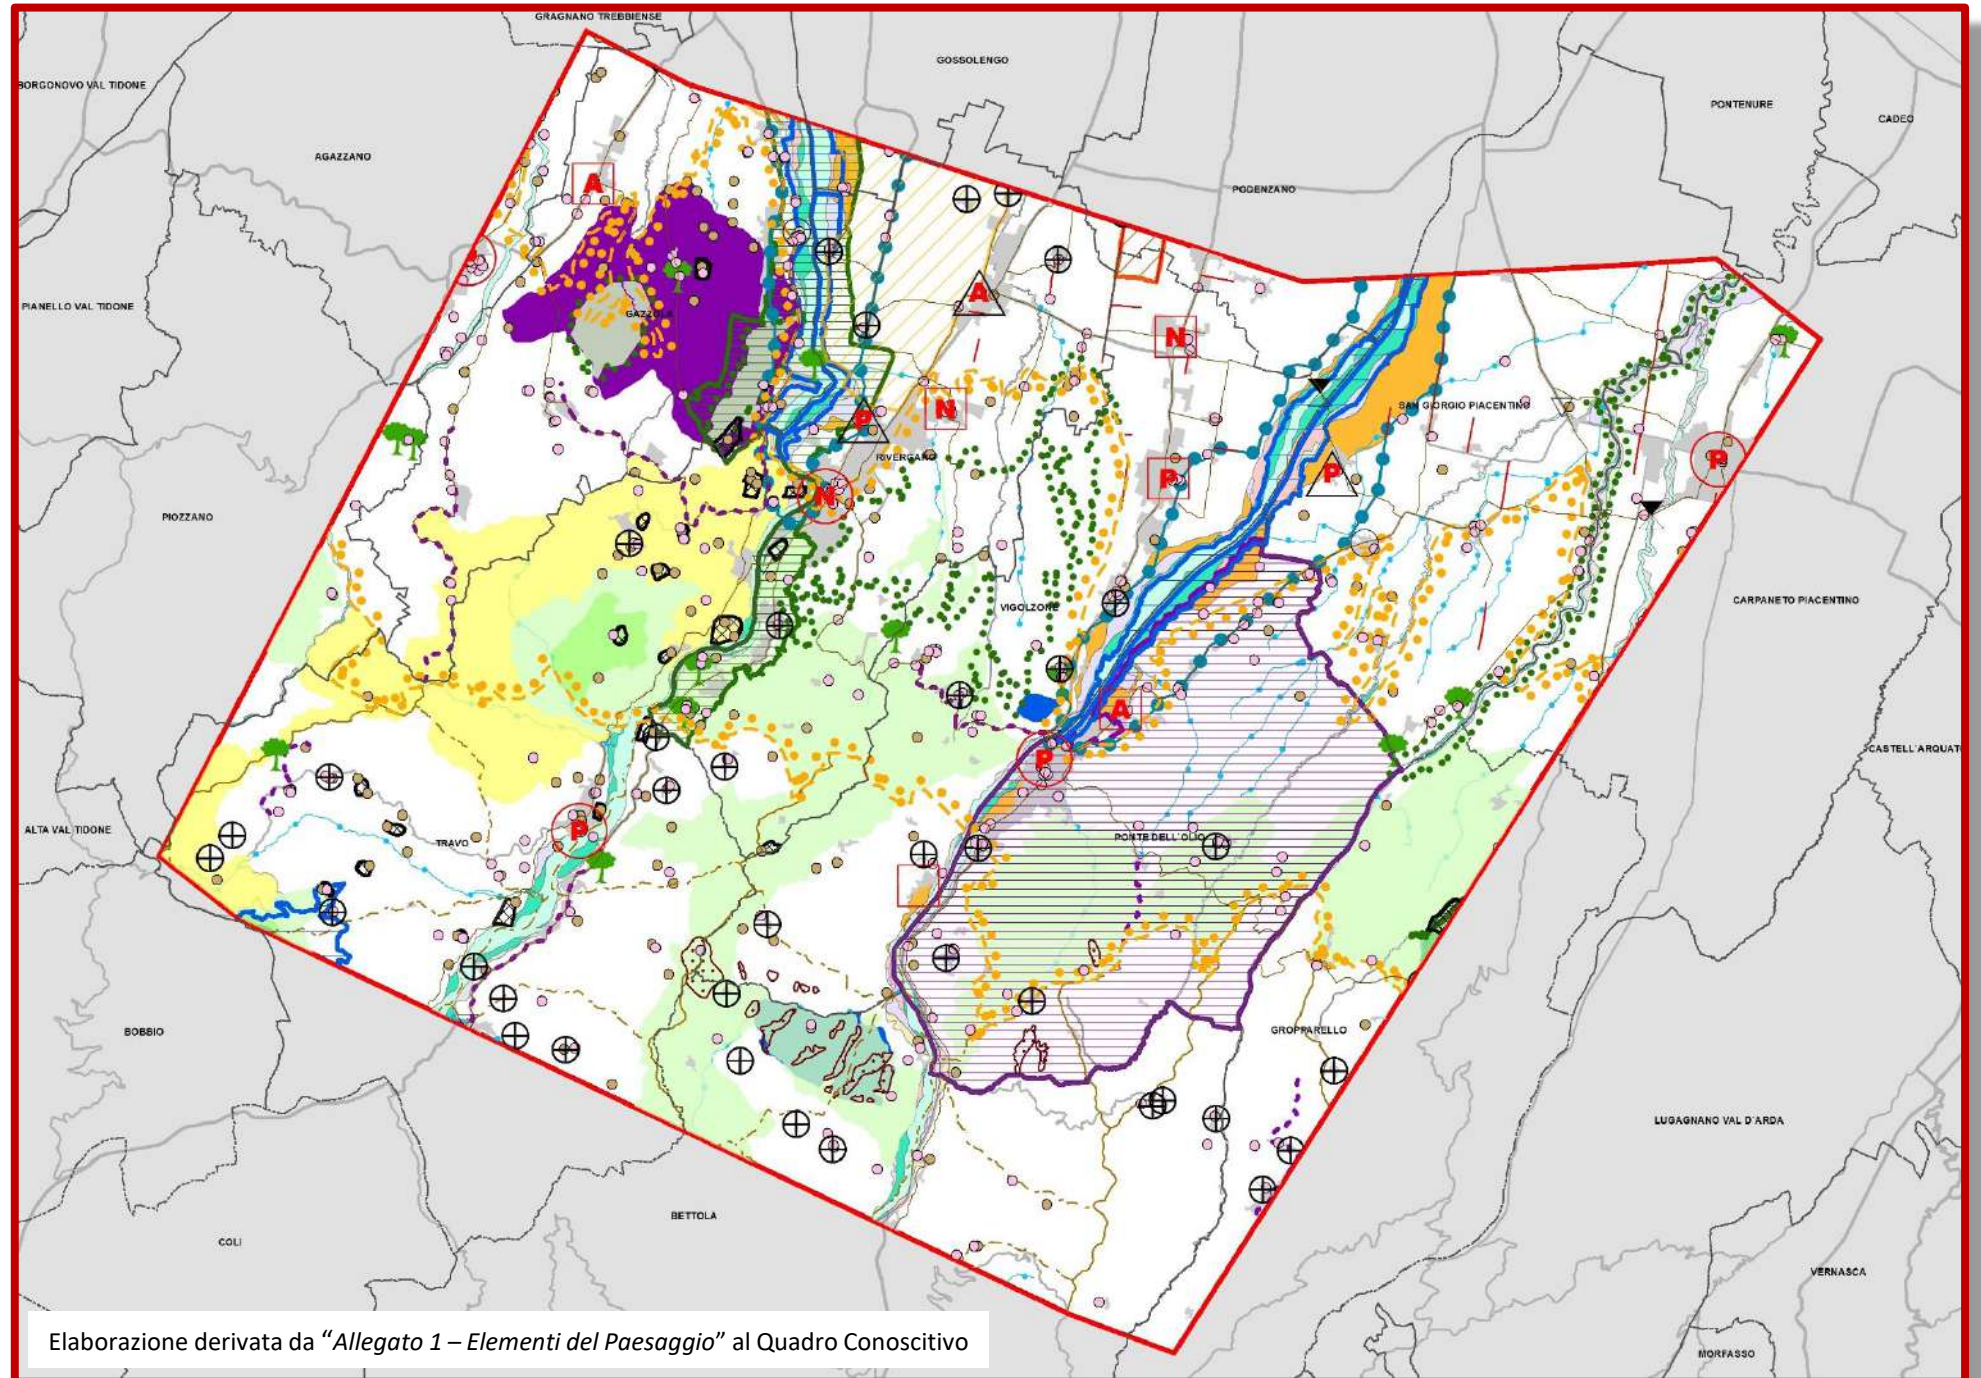 GRAGNANO TREBBIENSE
GOSSOLENGO
BORGONOVO VAL TIDONE
PONTENURE
CADEO
AGAZZANO
PODENZANO
A
PIANELLO VAL TIDONE
GAZZOLA
A
N
N
P
SAN GIORGIO PIACENTINO
RIVERGARO
P
P
P
N
PIOZZANO
VIGOLZONE
CARPANETO PIACENTINO
A
CASTELL'ARQUATO
P
ALTA VAL TIDONE
P
TRAVO
PONTE DELL'OLIO
BOBBIO
GROPPARELLO
LUGAGNANO VAL D'ARDA
BETTOLA
COLI
VERNASCA
Elaborazione derivata da “Allegato 1 – Elementi del Paesaggio” al Quadro Conoscitivo
MORFASSO